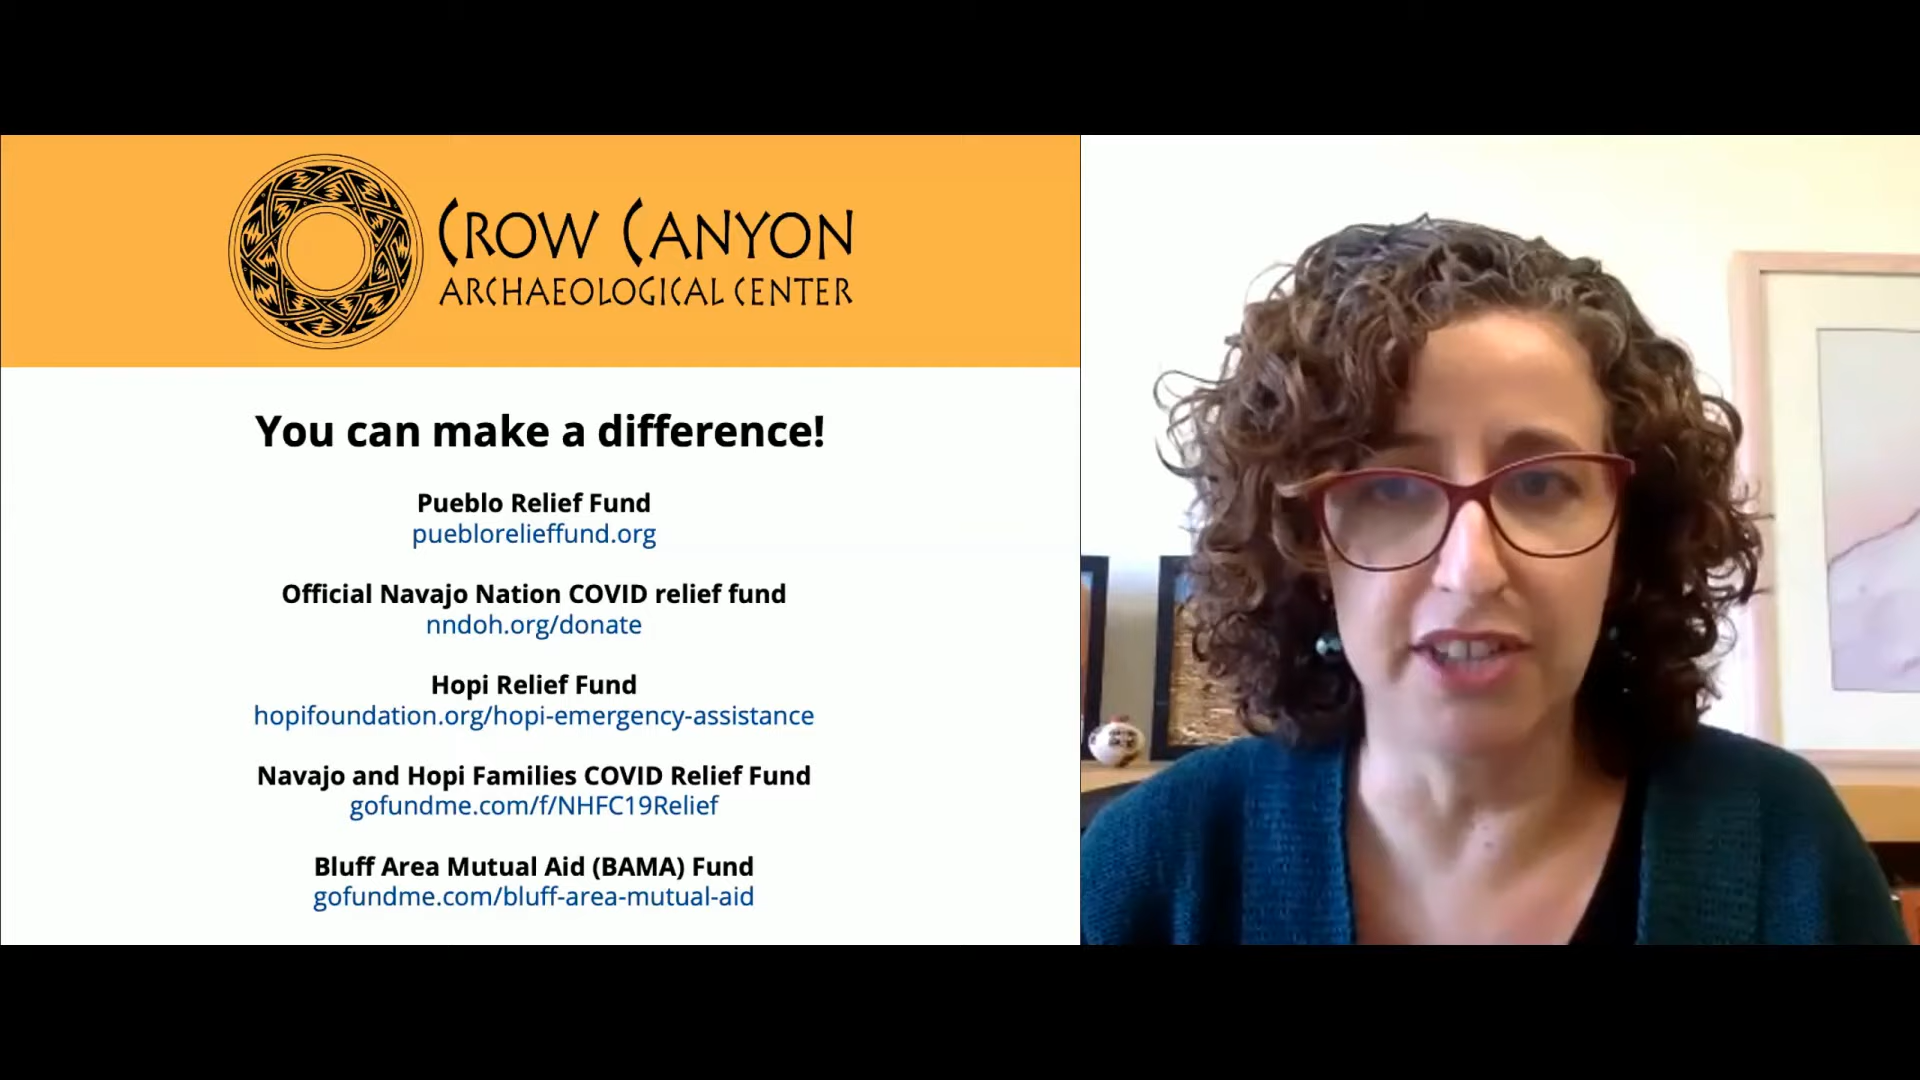 CROW CANYON
ARCHAEOLOGICAL CENTER
You can make a difference!
Pueblo Relief Fund
pueblorelieffund.org
Official Navajo Nation COVID relief fund
nndoh.org/donate
Hopi Relief Fund
hopifoundation.org/hopi-emergency-assistance
Navajo and Hopi Families COVID Relief Fund
gofundme.com/f/NHFC19Relief
Bluff Area Mutual Aid (BAMA) Fund
gofundme.com/bluff-area-mutual-aid